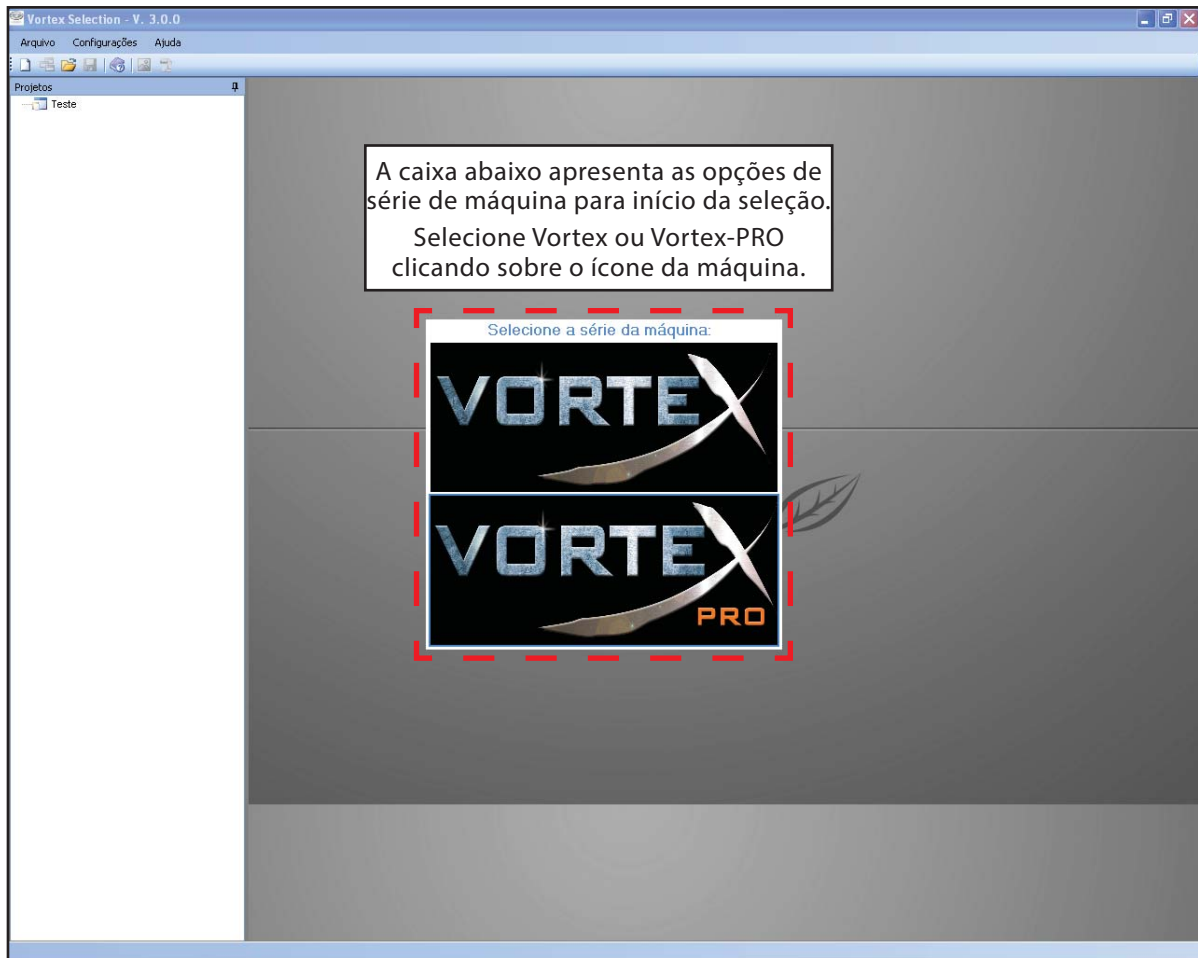 Vortex Selection - V. 3.0.0
Arquivo Configurações Ajuda
Projetos
Teste
A caixa abaixo apresenta as opções de
série de máquina para início da seleção.
Selecione Vortex ou Vortex-PRO
clicando sobre o ícone da máquina.
Selecione a série da máquina:
VORTEX
VORTEX
PRO